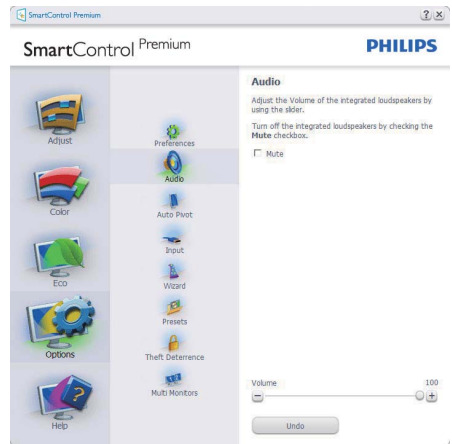 SmartControl Premium
? ×
SmartControl Premium
PHILIPS
Adjust
Color
Eco
Options
Help
Preferences
Audio
Auto Pivot
Input
Wizard
Presets
Theft Deterrence
Multi Monitors
Audio
Adjust the Volume of the integrated loudspeakers by
using the slider.
Turn off the integrated loudspeakers by checking the
Mute checkbox.
Mute
Volume 100
Undo